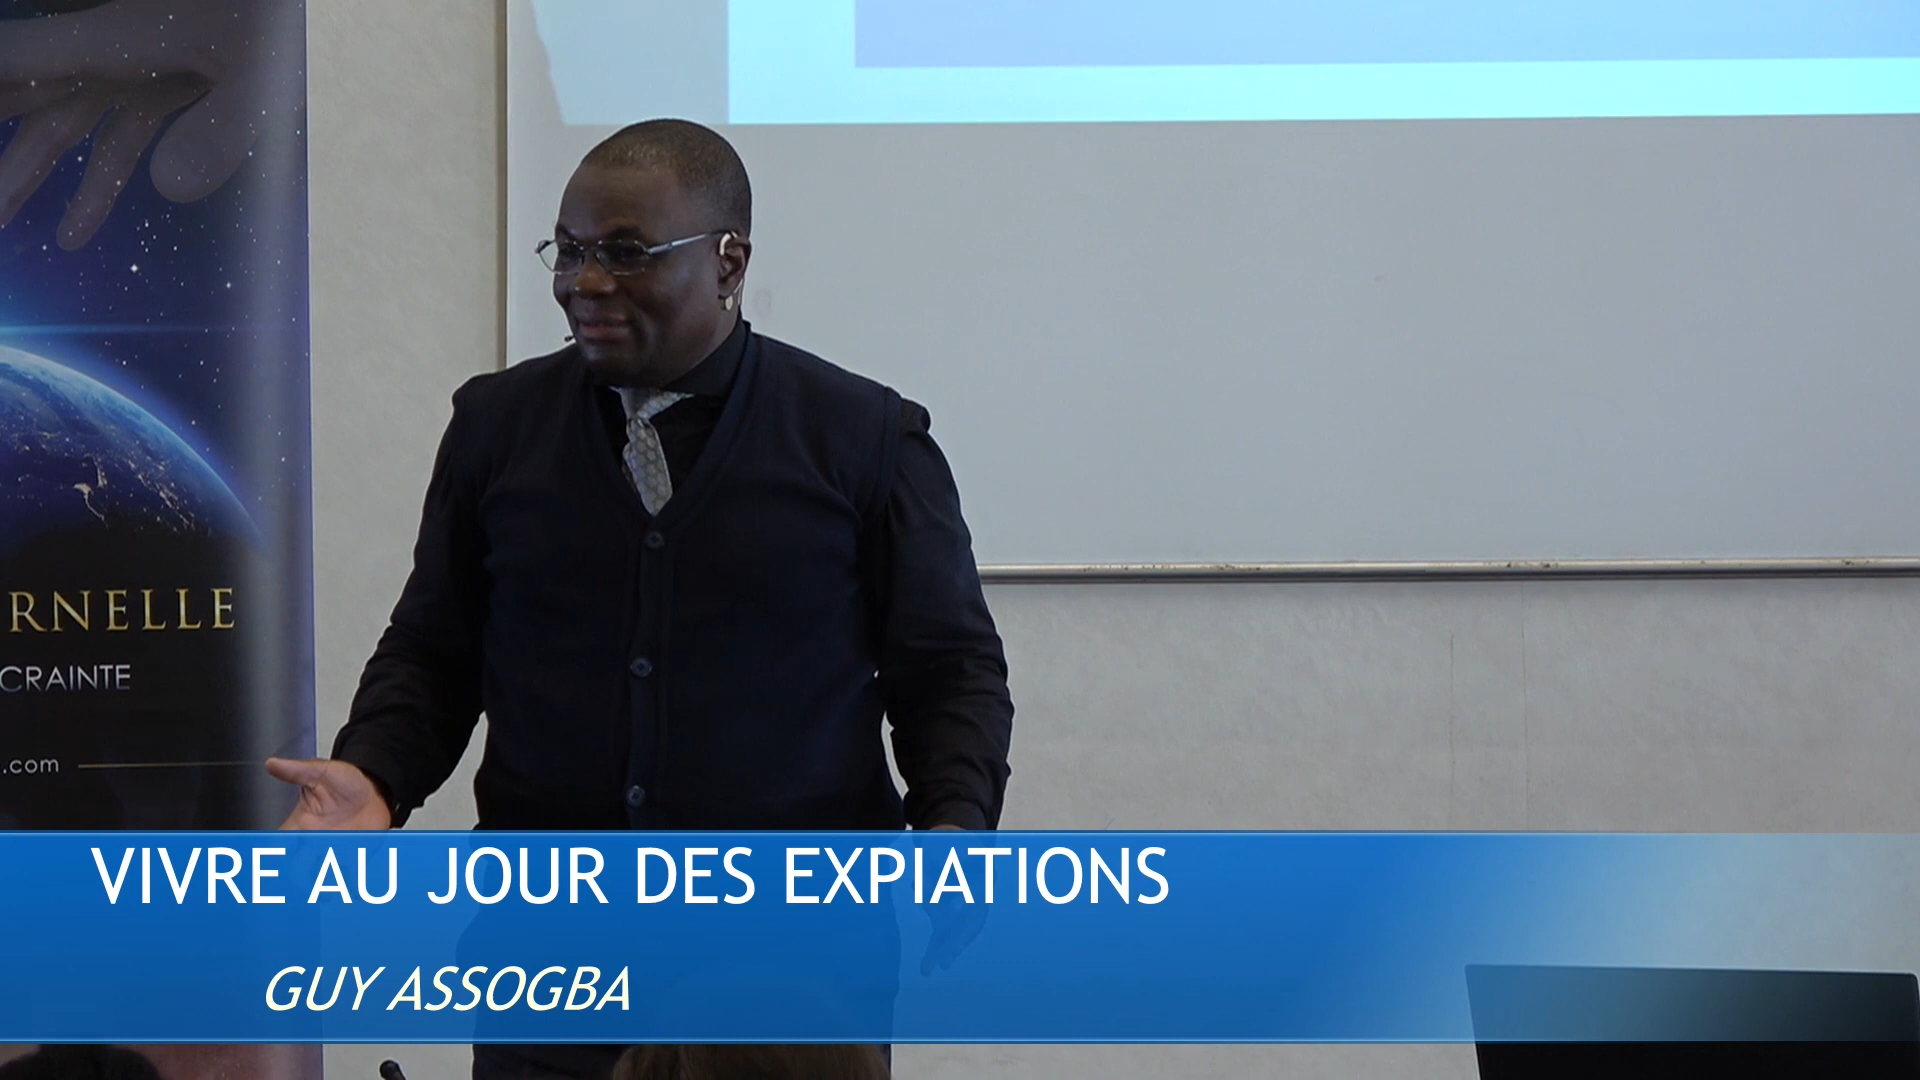 RNELLE
CRAINTE
.com
VIVRE AU JOUR DES EXPIATIONS
GUY ASSOGBA